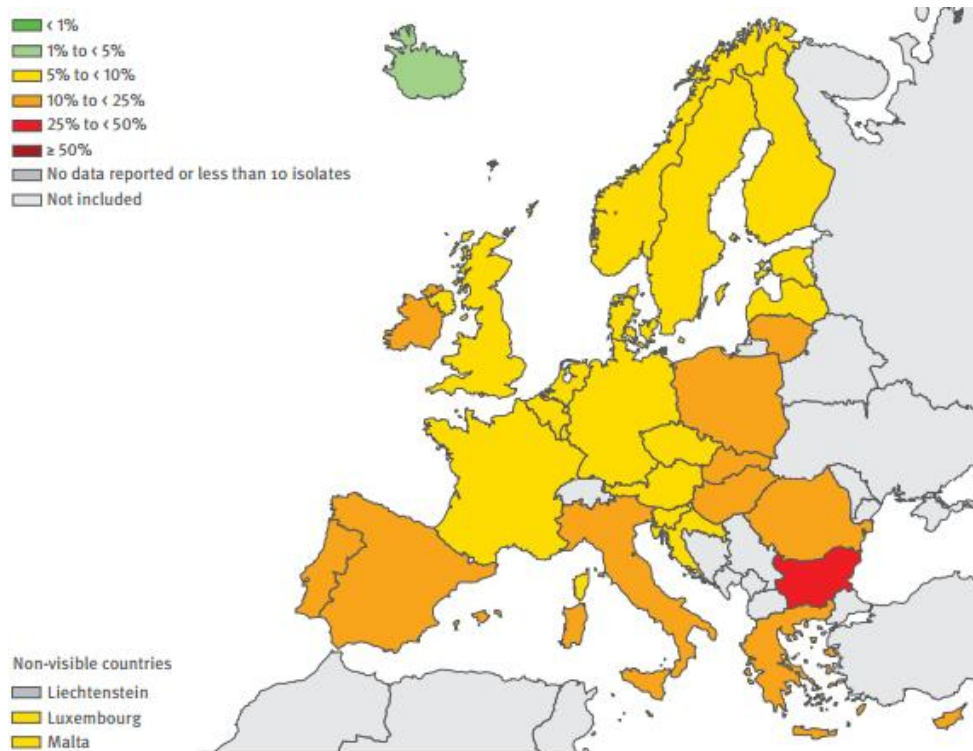 < 1%
1% to < 5%
5% to < 10%
10% to < 25%
25% to < 50%
≥ 50%
No data reported or less than 10 isolates
Not included
Non-visible countries
Liechtenstein
Luxembourg
Malta